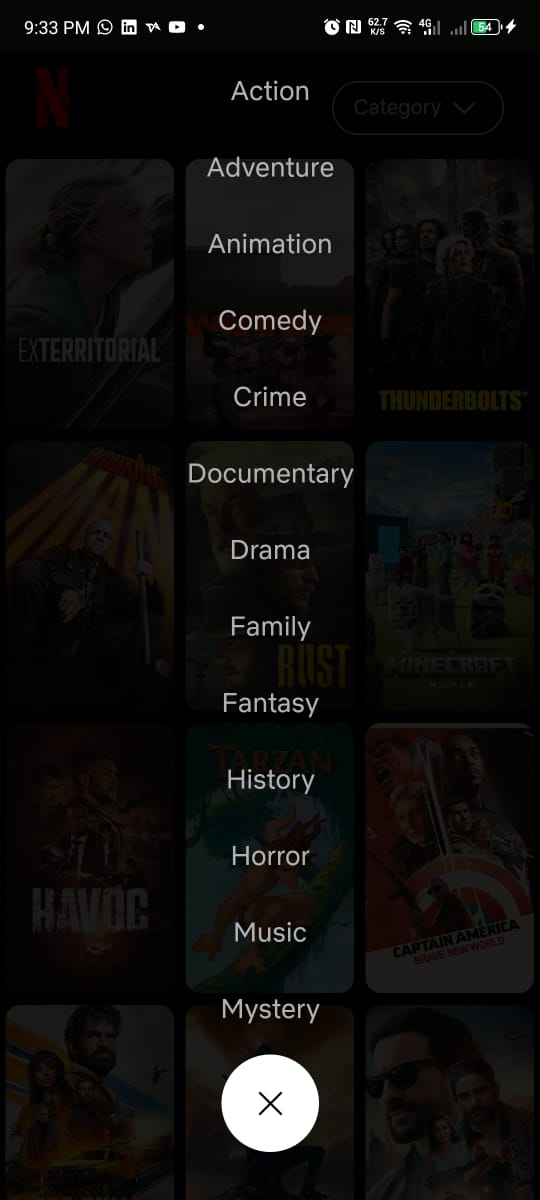 9:33 PM
62.7
K/S
4G
54
N
Category
Action
Adventure
Animation
Comedy
Crime
Documentary
Drama
Family
Fantasy
History
Horror
Music
Mystery
EXTERRITORIAL
THUNDERBOLTS*
RUST
A
MINECRAFT
MOVIE
HAVOC
TARZAN
CAPTAIN AMERICA
BRAVE NEW WORLD